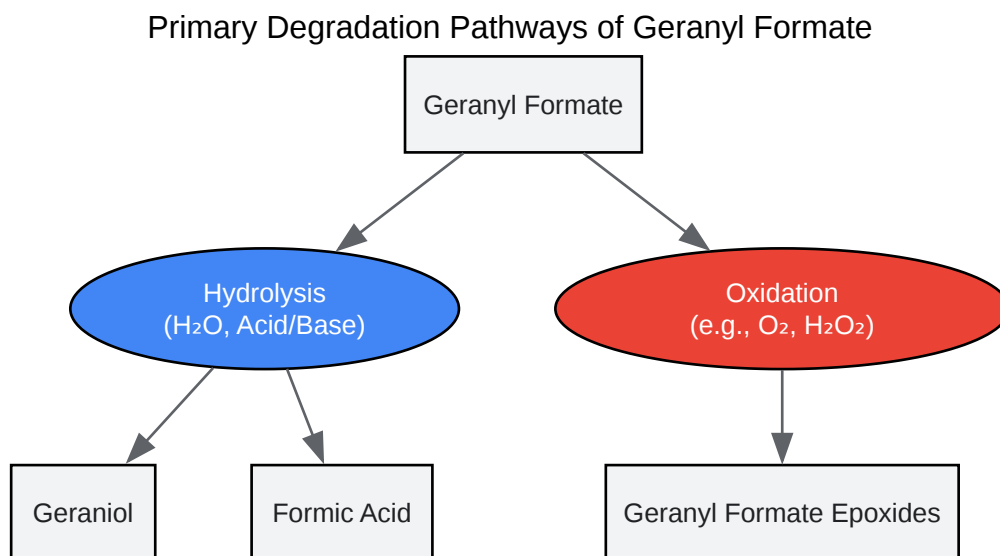 Primary Degradation Pathways of Geranyl Formate
Geranyl Formate
Hydrolysis
(H₂O, Acid/Base)
Oxidation
(e.g., O₂, H₂O₂)
Geraniol
Formic Acid
Geranyl Formate Epoxides